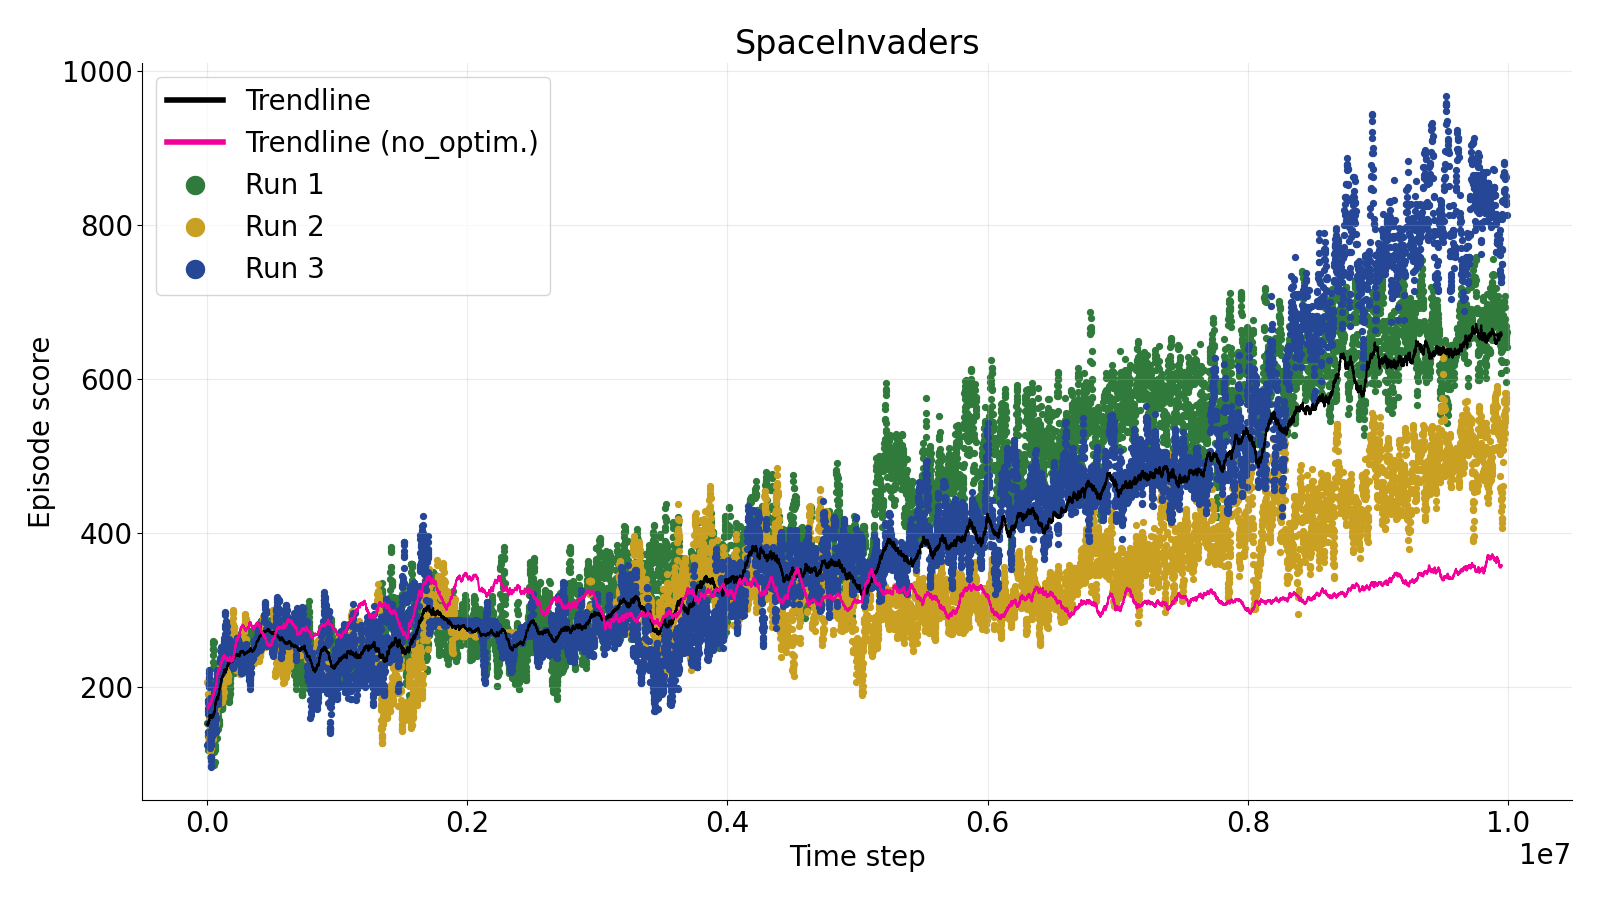 SpaceInvaders
Trendline
Trendline (no_optim.)
Run 1
Run 2
Run 3
1000
800
600
400
200
Episode score
0.0 0.2 0.4 0.6 0.8 1.0
1e7
Time step